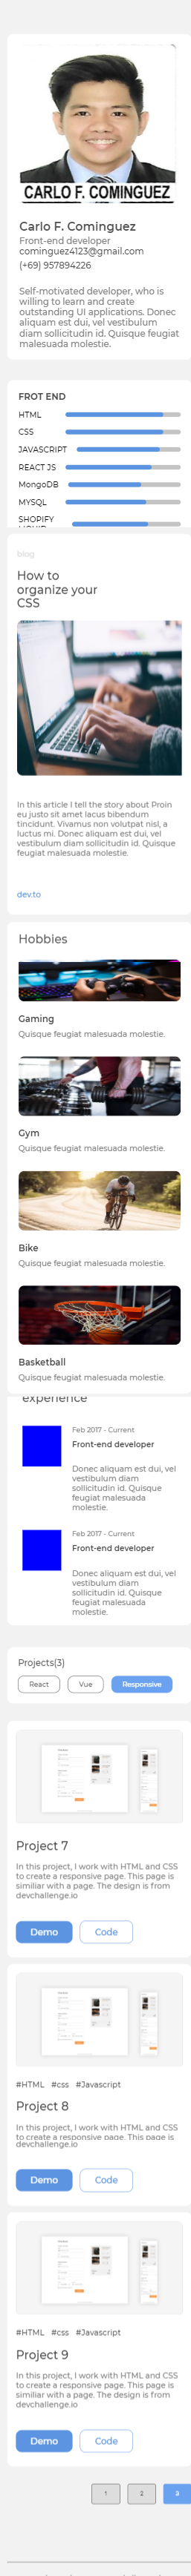 CARLO F. COMINGUEZ
Carlo F. Cominguez
Front-end developer
cominguez4123@gmail.com
(+69) 957894226
Self-motivated developer, who is
willing to learn and create
outstanding UI applications. Donec
aliquam est dui, vel vestibulum
diam sollicitudin id. Quisque feugiat
malesuada molestie.
FROT END
HTML
CSS
JAVASCRIPT
REACT JS
MongoDB
MYSQL
SHOPIFY
blog
How to
organize your
CSS
In this article I tell the story about Proin
eu justo sit amet lacus bibendum
tincidunt. Vivamus non volutpat nisl, a
luctus mi. Donec aliquam est dui, vel
vestibulum diam sollicitudin id. Quisque
feugiat malesuada molestie.
dev.to
Hobbies
Gaming
Quisque feugiat malesuada molestie.
Gym
Quisque feugiat malesuada molestie.
Bike
Quisque feugiat malesuada molestie.
Basketball
Quisque feugiat malesuada molestie.
experience
Feb 2017 - Current
Front-end developer
Donec aliquam est dui, vel
vestibulum diam
sollicitudin id. Quisque
feugiat malesuada
molestie.
Feb 2017 - Current
Front-end developer
Donec aliquam est dui, vel
vestibulum diam
sollicitudin id. Quisque
feugiat malesuada
molestie.
Projects(3)
React Vue Responsive
Project 7
In this project, I work with HTML and CSS
to create a responsive page. This page is
similiar with a page. The design is from
devchallenge.io
Demo Code
#HTML #css #Javascript
Project 8
In this project, I work with HTML and CSS
to create a responsive page. This page is
devchallenge.io
Demo Code
#HTML #css #Javascript
Project 9
In this project, I work with HTML and CSS
to create a responsive page. This page is
similiar with a page. The design is from
devchallenge.io
Demo Code
1 2 3